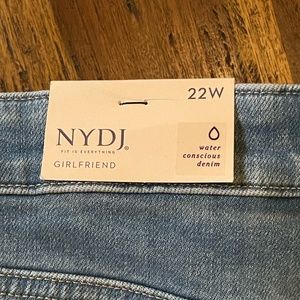 22W
NYDJ®
FIT IS EVERYTHING
GIRLFRIEND
water
conscious
denim